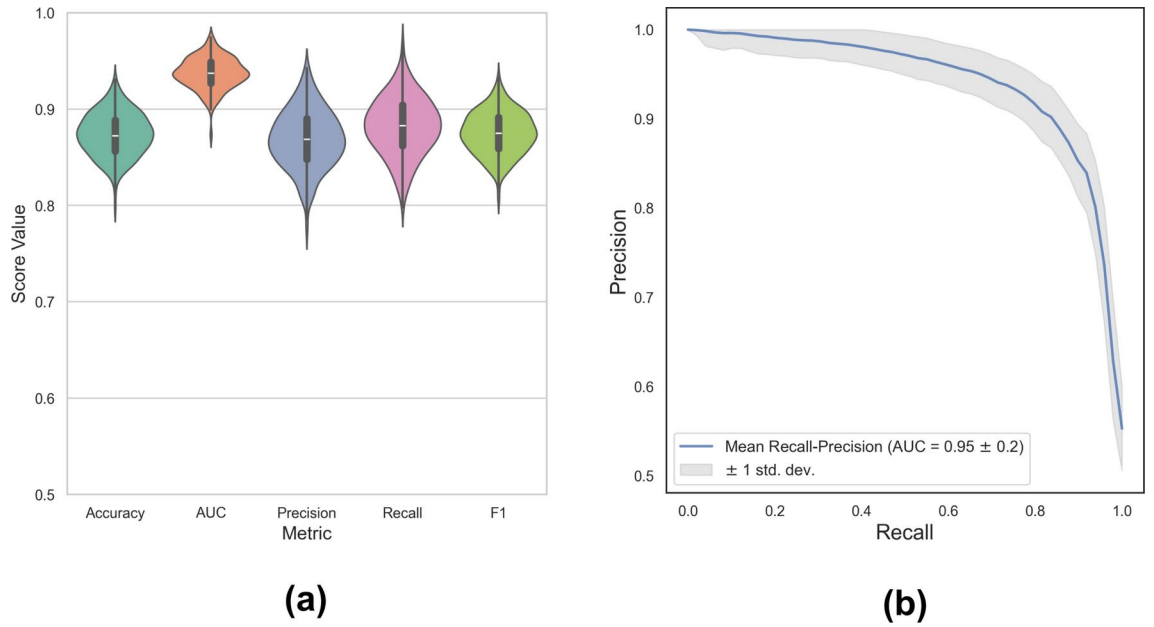 1.0
0.9
0.8
0.7
0.6
0.5
Score Value
Accuracy AUC Precision Recall F1
Metric
(a)
1.0
0.9
0.8
0.7
0.6
0.5
Precision
Mean Recall-Precision (AUC = 0.95 ± 0.2)
± 1 std. dev.
0.0 0.2 0.4 0.6 0.8 1.0
Recall
(b)